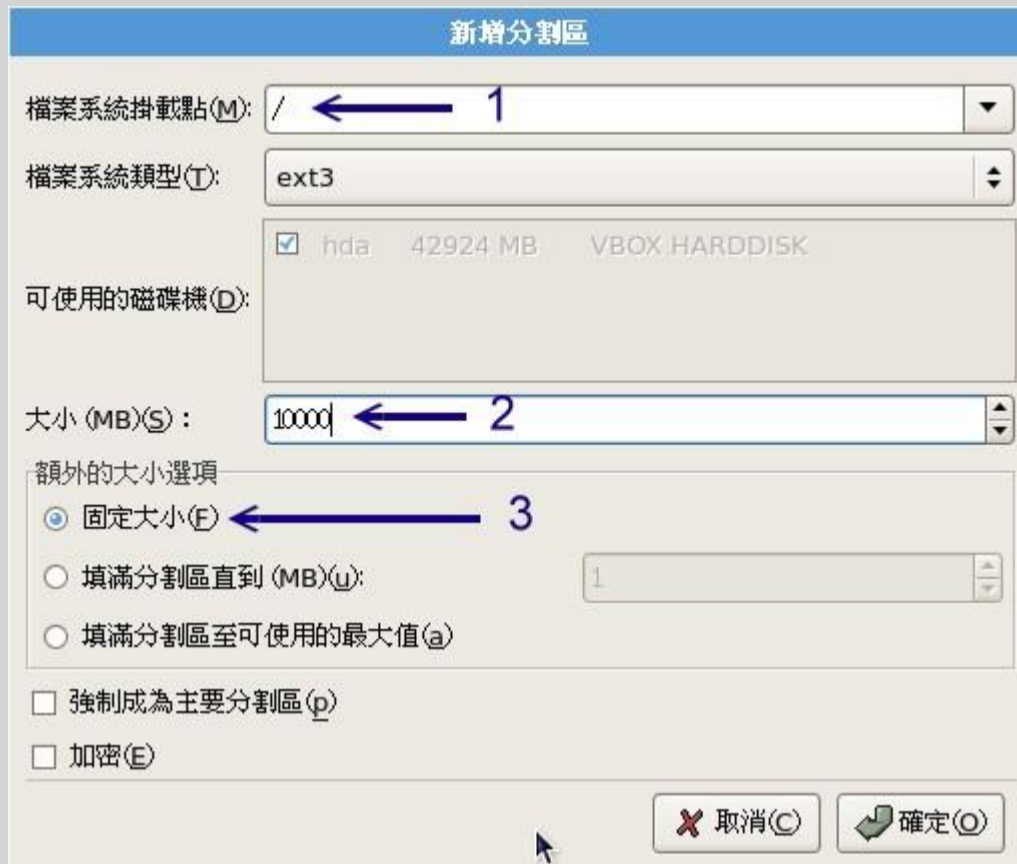 新增分割區
檔案系統掛載點(M): / 1
檔案系統類型(T): ext3
hda 42924 MB VBOX HARDDISK
可使用的磁碟機(D):
大小 (MB)(S)： 10000 2
額外的大小選項
固定大小(F) 3
填滿分割區直到 (MB)(u): 1
填滿分割區至可使用的最大值(a)
強制成為主要分割區(p)
加密(E)
取消(C) 確定(O)